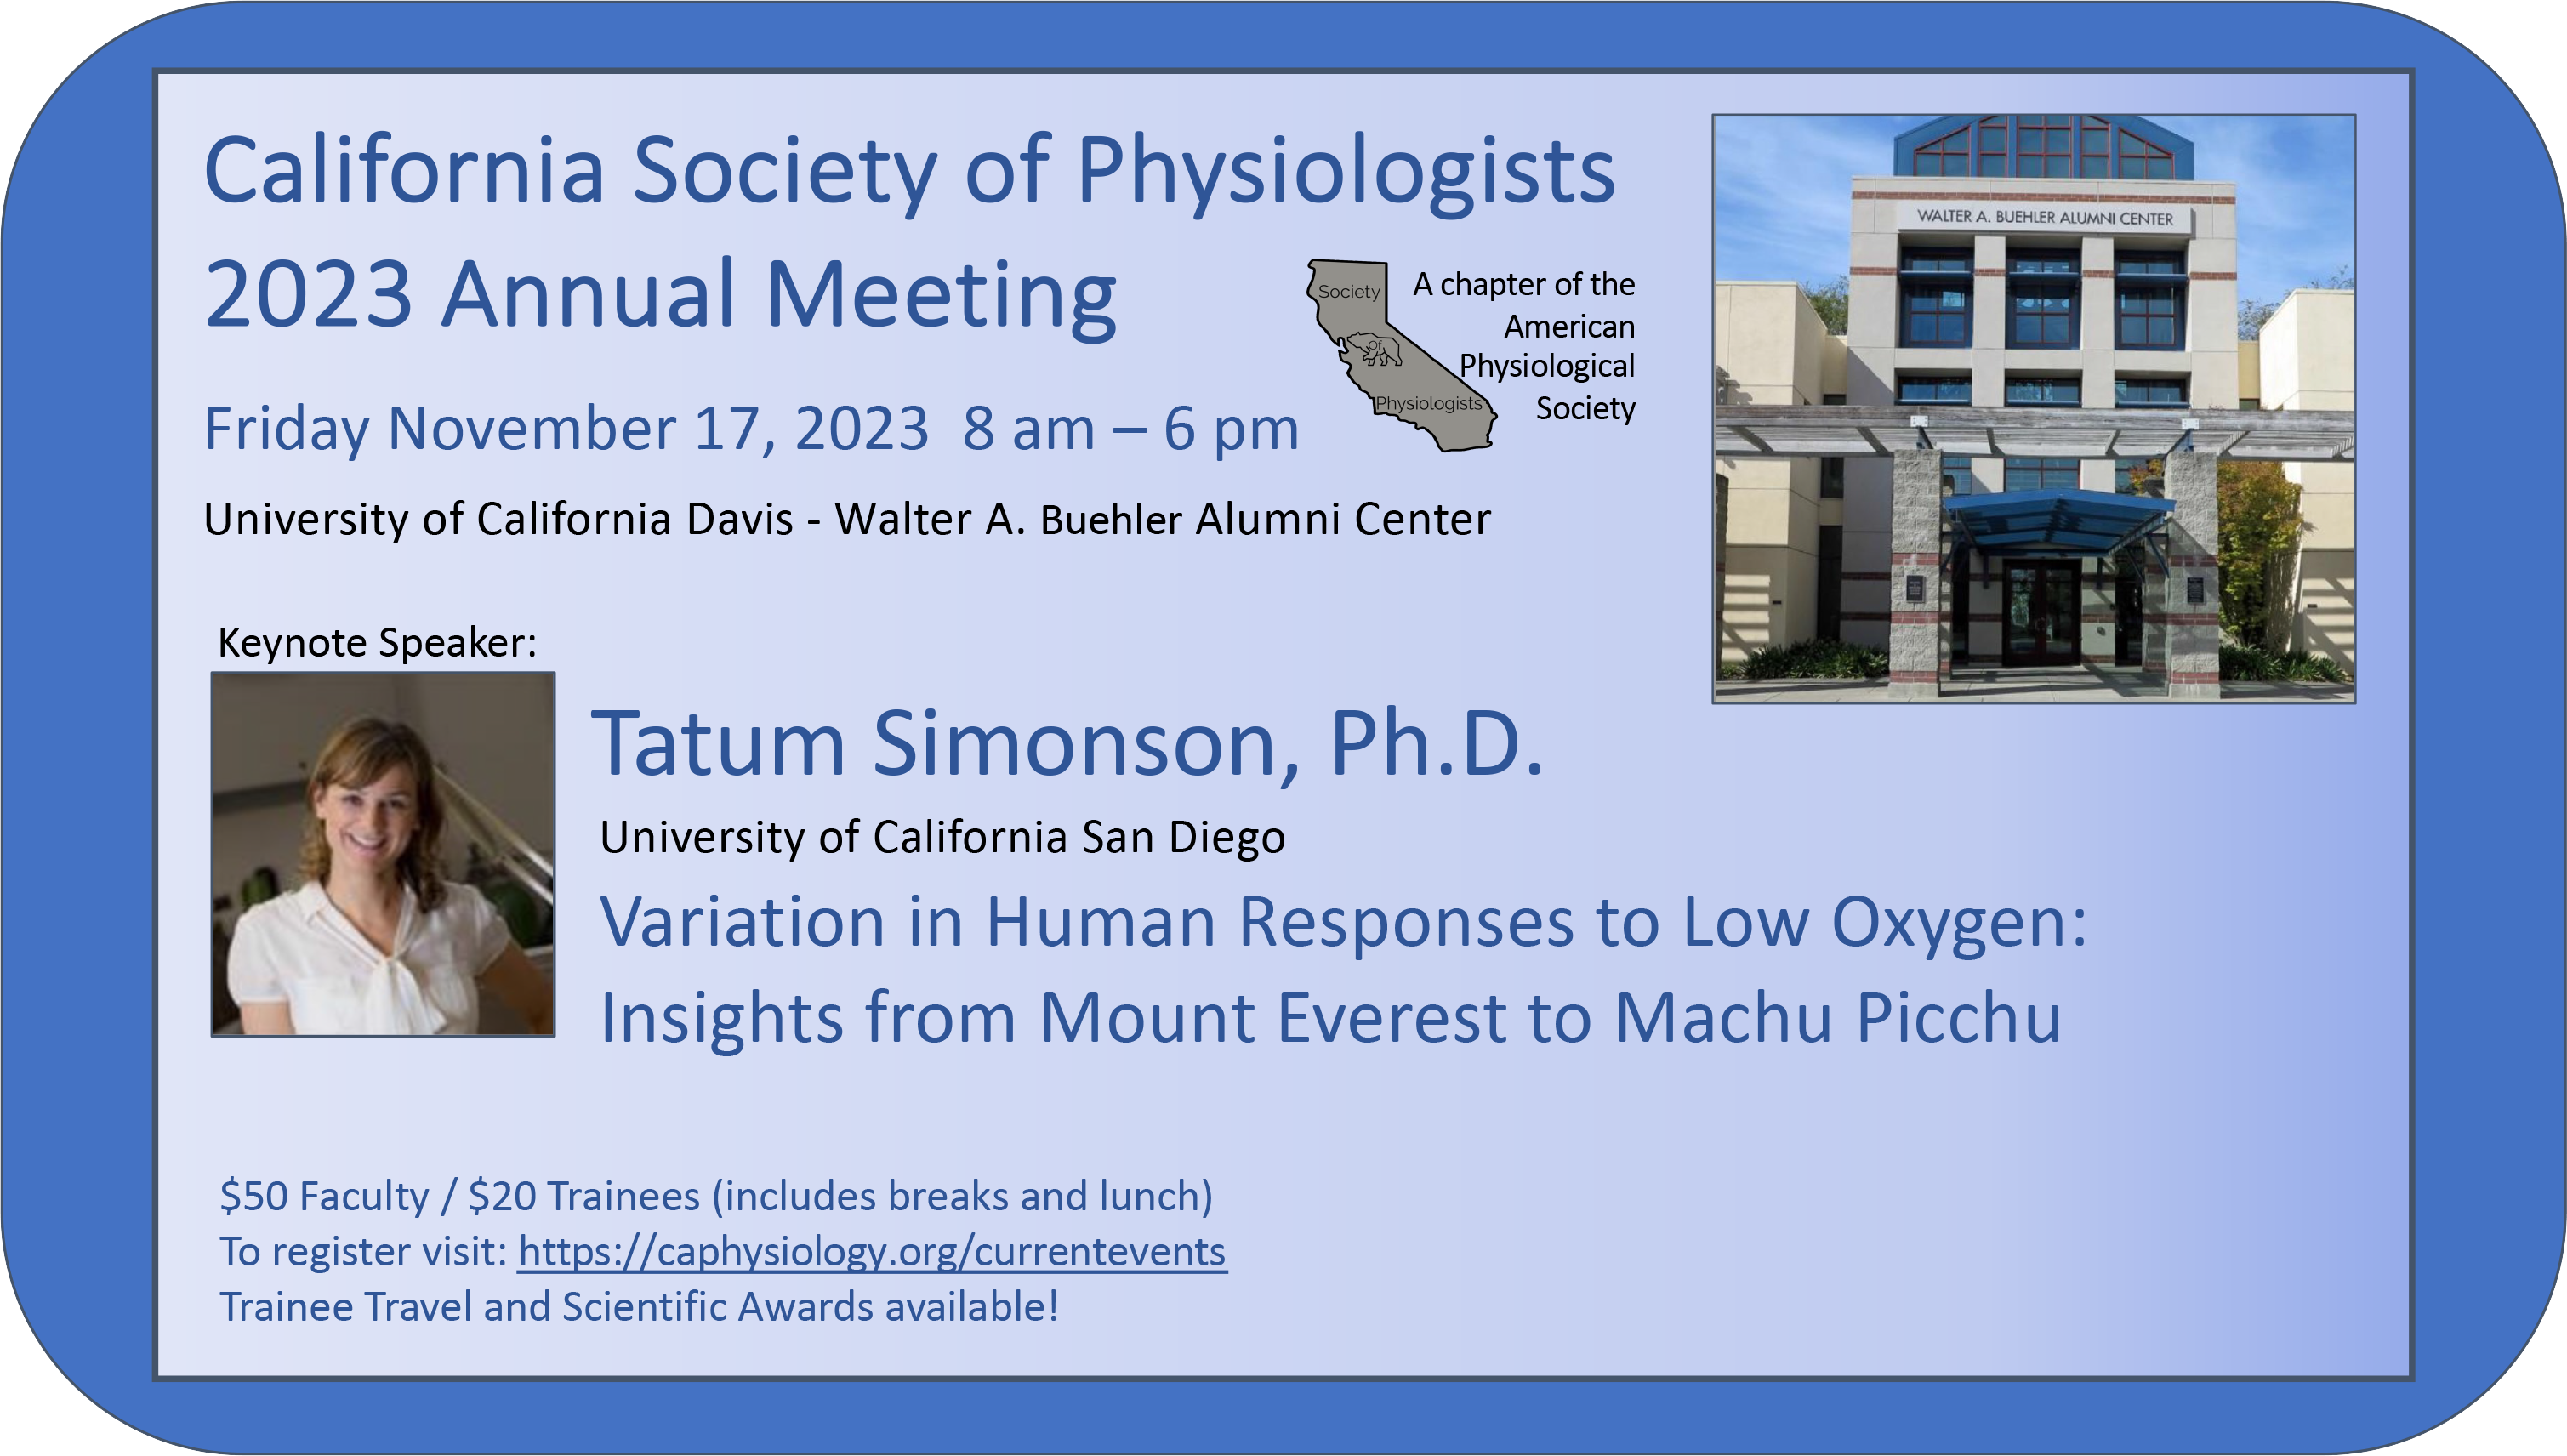 California Society of Physiologists
2023 Annual Meeting
Society
Of
Physiologists
A chapter of the
American
Physiological
Society
Friday November 17, 2023 8 am – 6 pm
University of California Davis - Walter A. Buehler Alumni Center
WALTER A. BUEHLER ALUMNI CENTER
Keynote Speaker:
Tatum Simonson, Ph.D.
University of California San Diego
Variation in Human Responses to Low Oxygen:
Insights from Mount Everest to Machu Picchu
$50 Faculty / $20 Trainees (includes breaks and lunch)
To register visit: https://caphysiology.org/currentevents
Trainee Travel and Scientific Awards available!